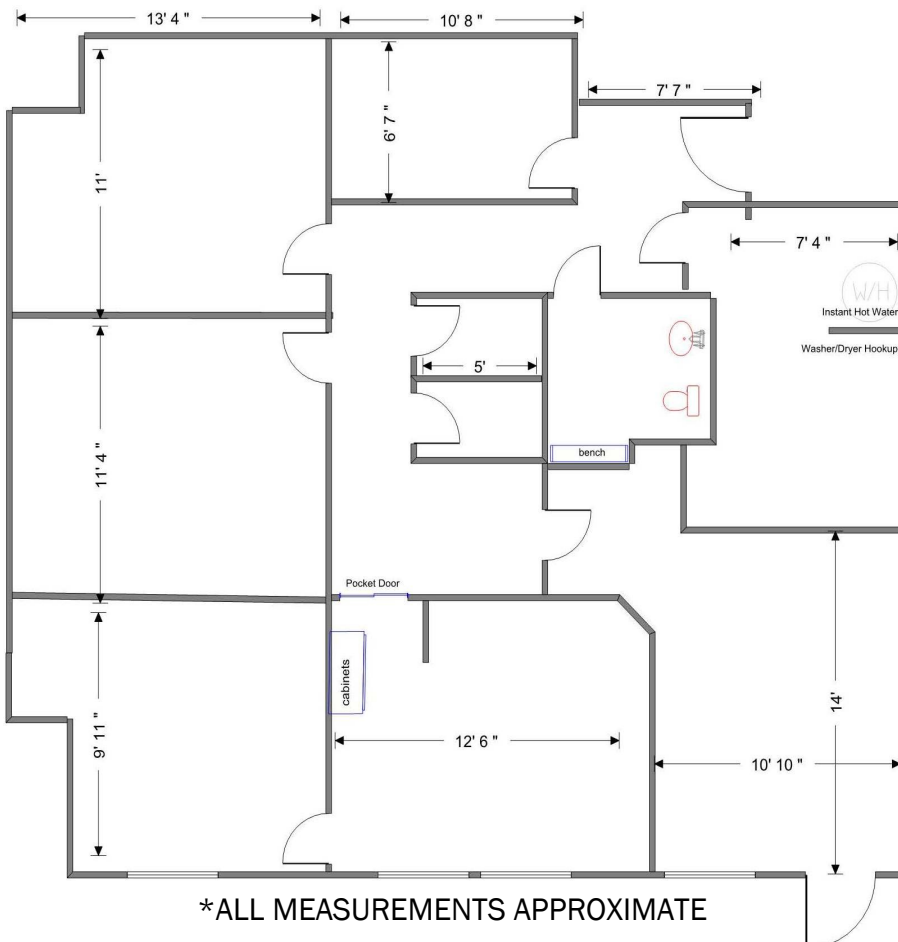 13' 4 "
10' 8 "
7' 7 "
6' 7 "
11'
7' 4 "
W/H
Instant Hot Water
Washer/Dryer Hookup
5'
11' 4 "
bench
Pocket Door
cabinets
9' 11 "
12' 6 "
14'
10' 10 "
*ALL MEASUREMENTS APPROXIMATE